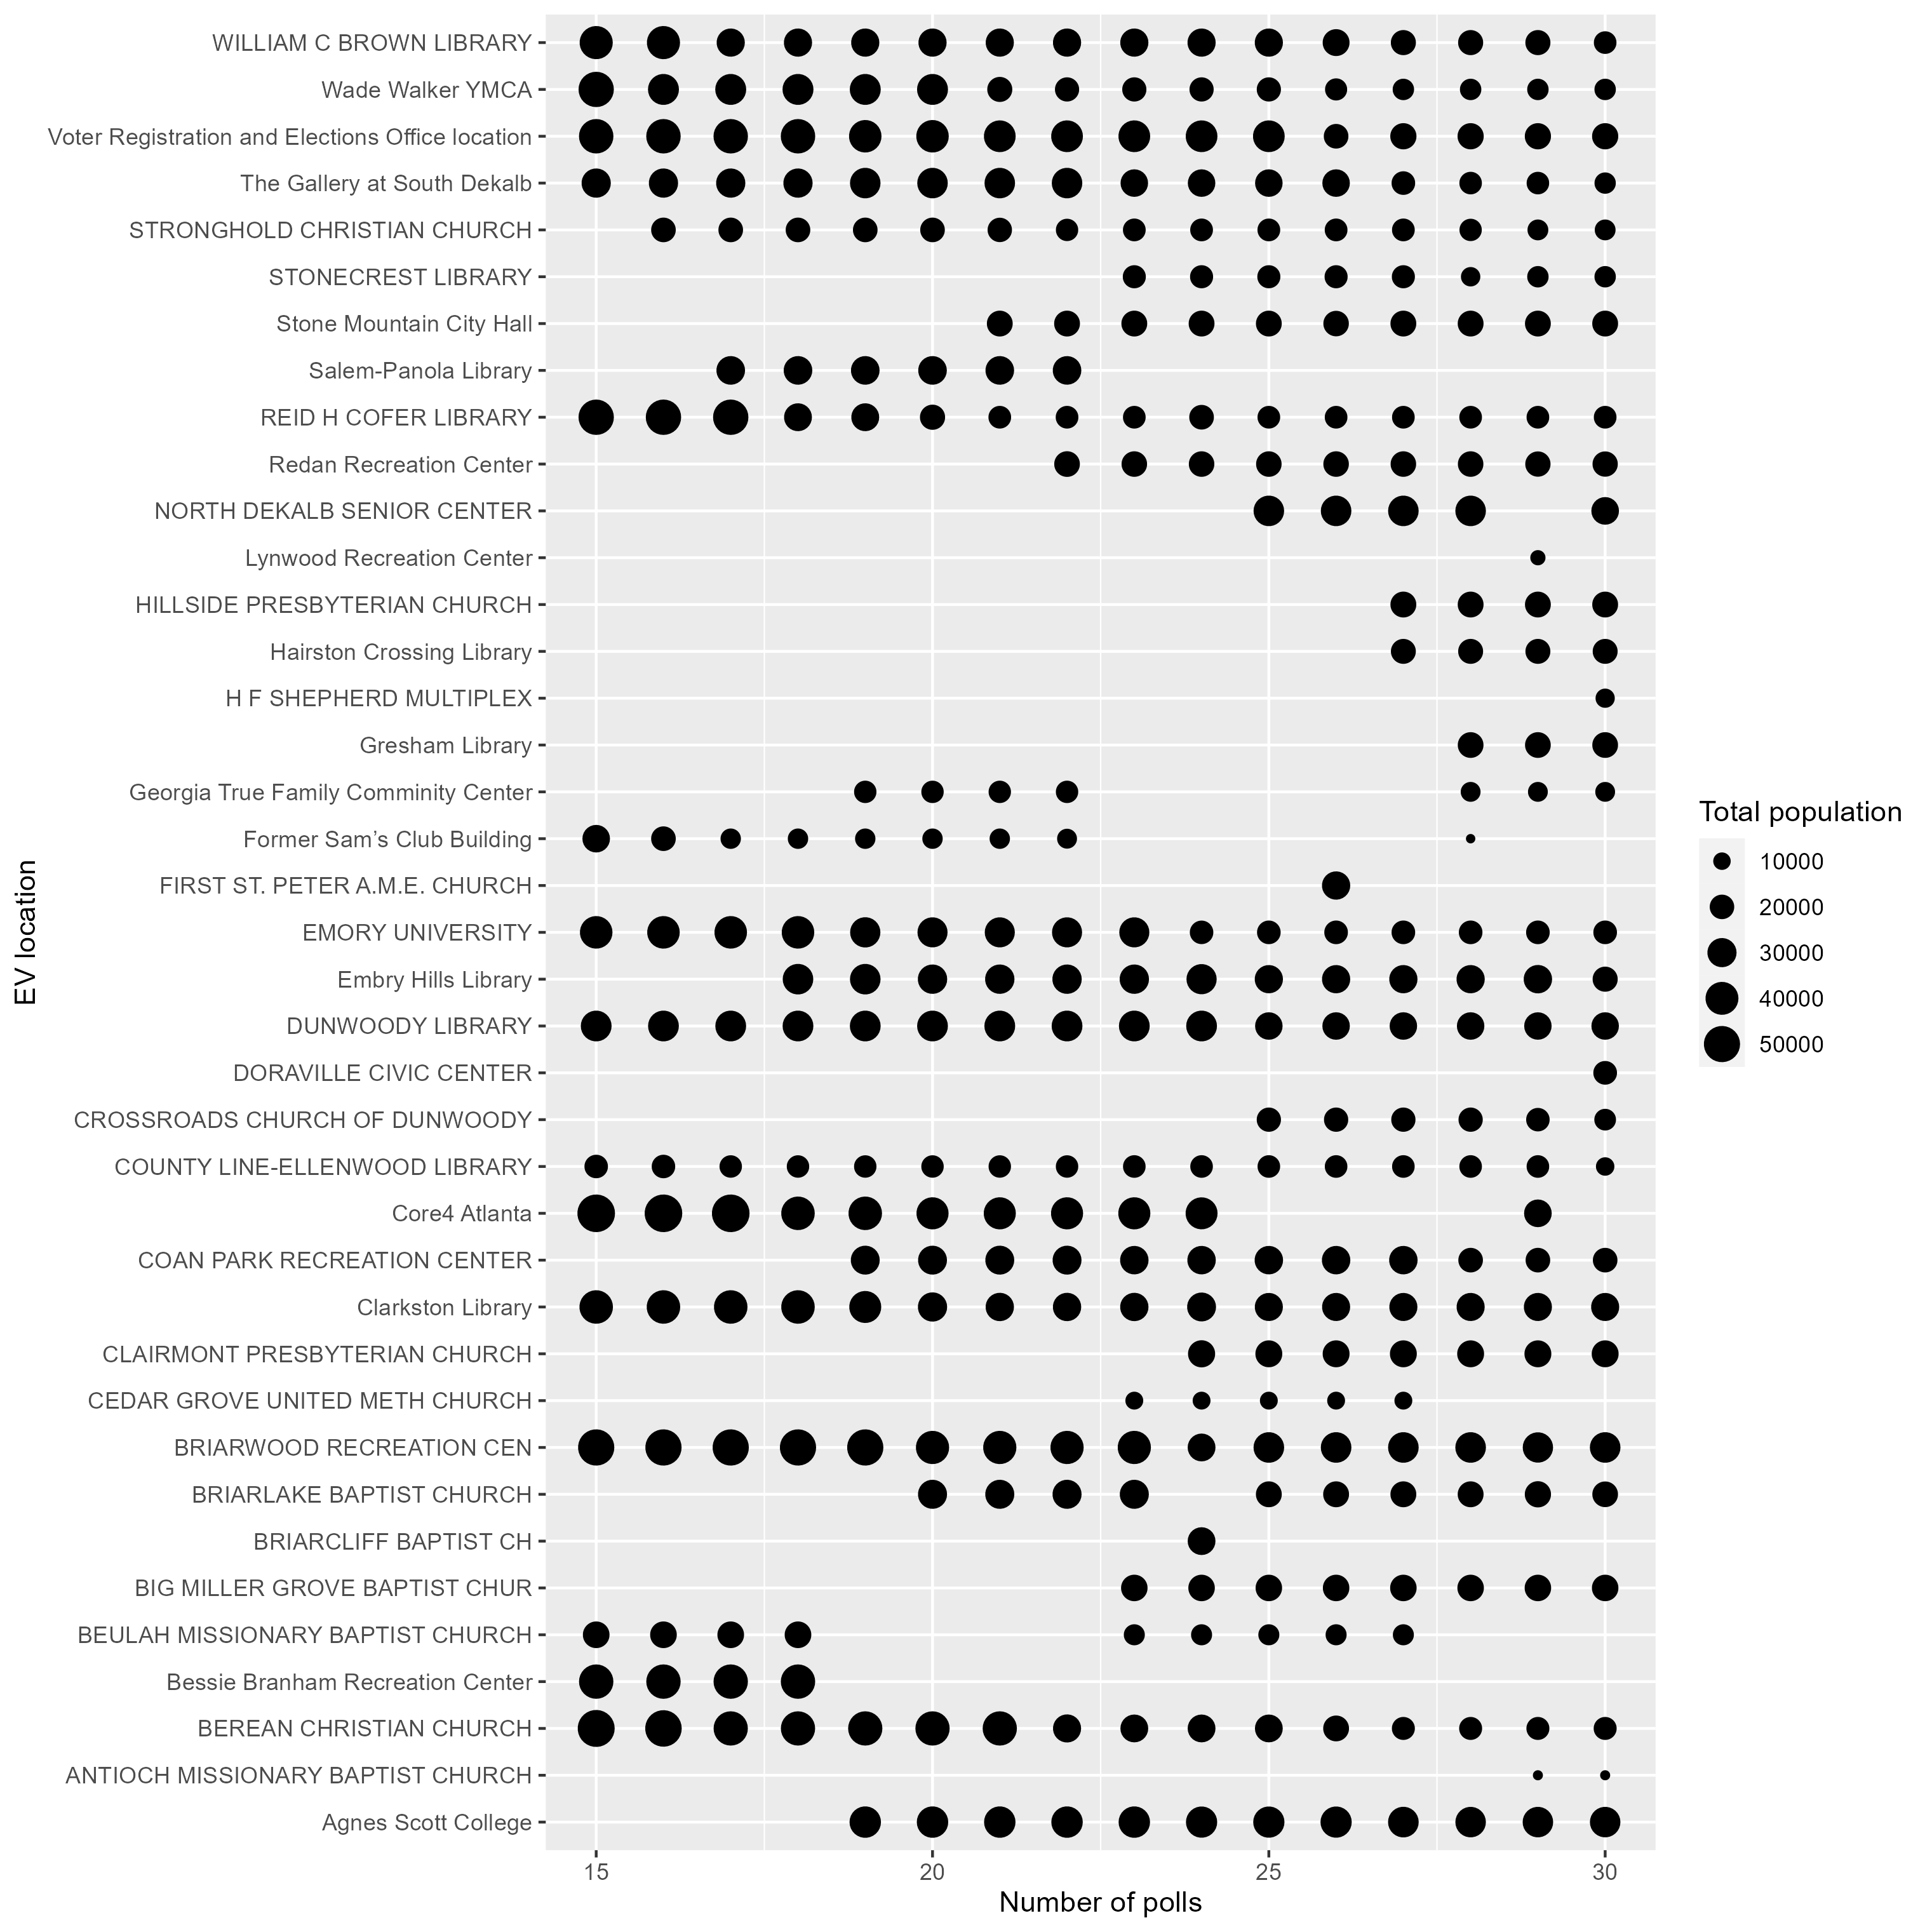 WILLIAM C BROWN LIBRARY
Wade Walker YMCA
Voter Registration and Elections Office location
The Gallery at South Dekalb
STRONGHOLD CHRISTIAN CHURCH
STONECREST LIBRARY
Stone Mountain City Hall
Salem-Panola Library
REID H COFER LIBRARY
Redan Recreation Center
NORTH DEKALB SENIOR CENTER
Lynwood Recreation Center
HILLSIDE PRESBYTERIAN CHURCH
Hairston Crossing Library
H F SHEPHERD MULTIPLEX
Gresham Library
Georgia True Family Comminity Center
Former Sam’s Club Building
FIRST ST. PETER A.M.E. CHURCH
EMORY UNIVERSITY
Embry Hills Library
DUNWOODY LIBRARY
DORAVILLE CIVIC CENTER
CROSSROADS CHURCH OF DUNWOODY
COUNTY LINE-ELLENWOOD LIBRARY
Core4 Atlanta
COAN PARK RECREATION CENTER
Clarkston Library
CLAIRMONT PRESBYTERIAN CHURCH
CEDAR GROVE UNITED METH CHURCH
BRIARWOOD RECREATION CEN
BRIARLAKE BAPTIST CHURCH
BRIARCLIFF BAPTIST CH
BIG MILLER GROVE BAPTIST CHUR
BEULAH MISSIONARY BAPTIST CHURCH
Bessie Branham Recreation Center
BEREAN CHRISTIAN CHURCH
ANTIOCH MISSIONARY BAPTIST CHURCH
Agnes Scott College
EV location
15 20 25 30
Number of polls
Total population
10000
20000
30000
40000
50000